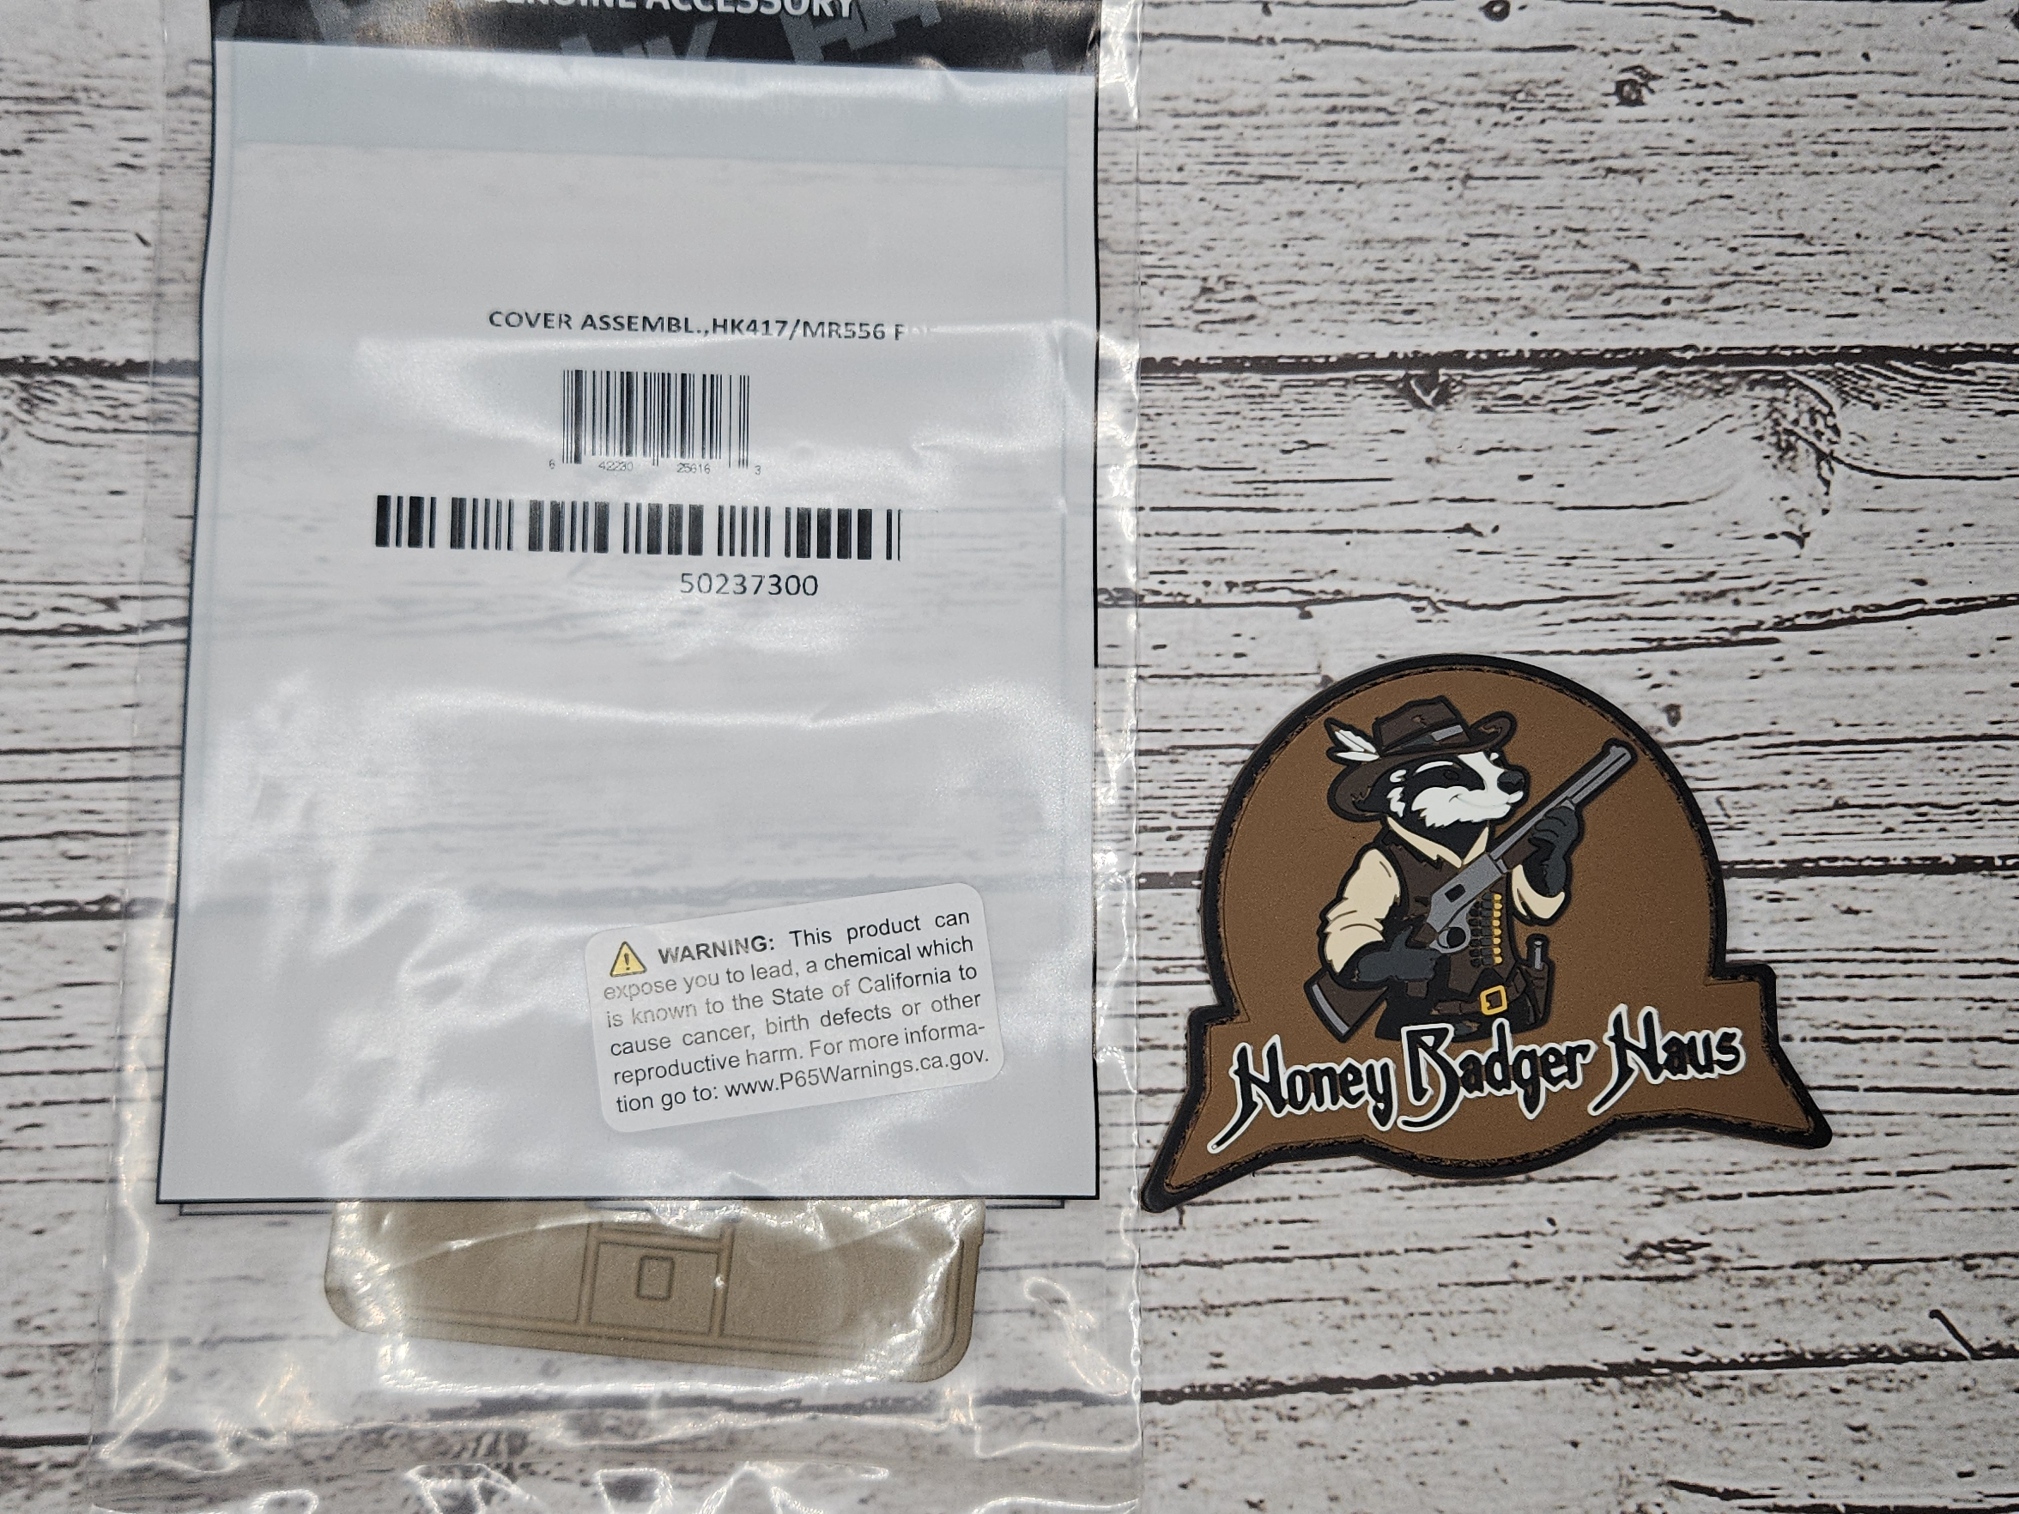 GENUINE ACCESSORY
COVER ASSEMBL.,HK417/MR556
6 42230 25616 3
50237300
WARNING: This product can
expose you to lead, a chemical which
is known to the State of California to
cause cancer, birth defects or other
reproductive harm. For more informa-
tion go to: www.P65Warnings.ca.gov.
Honey Badger Haus